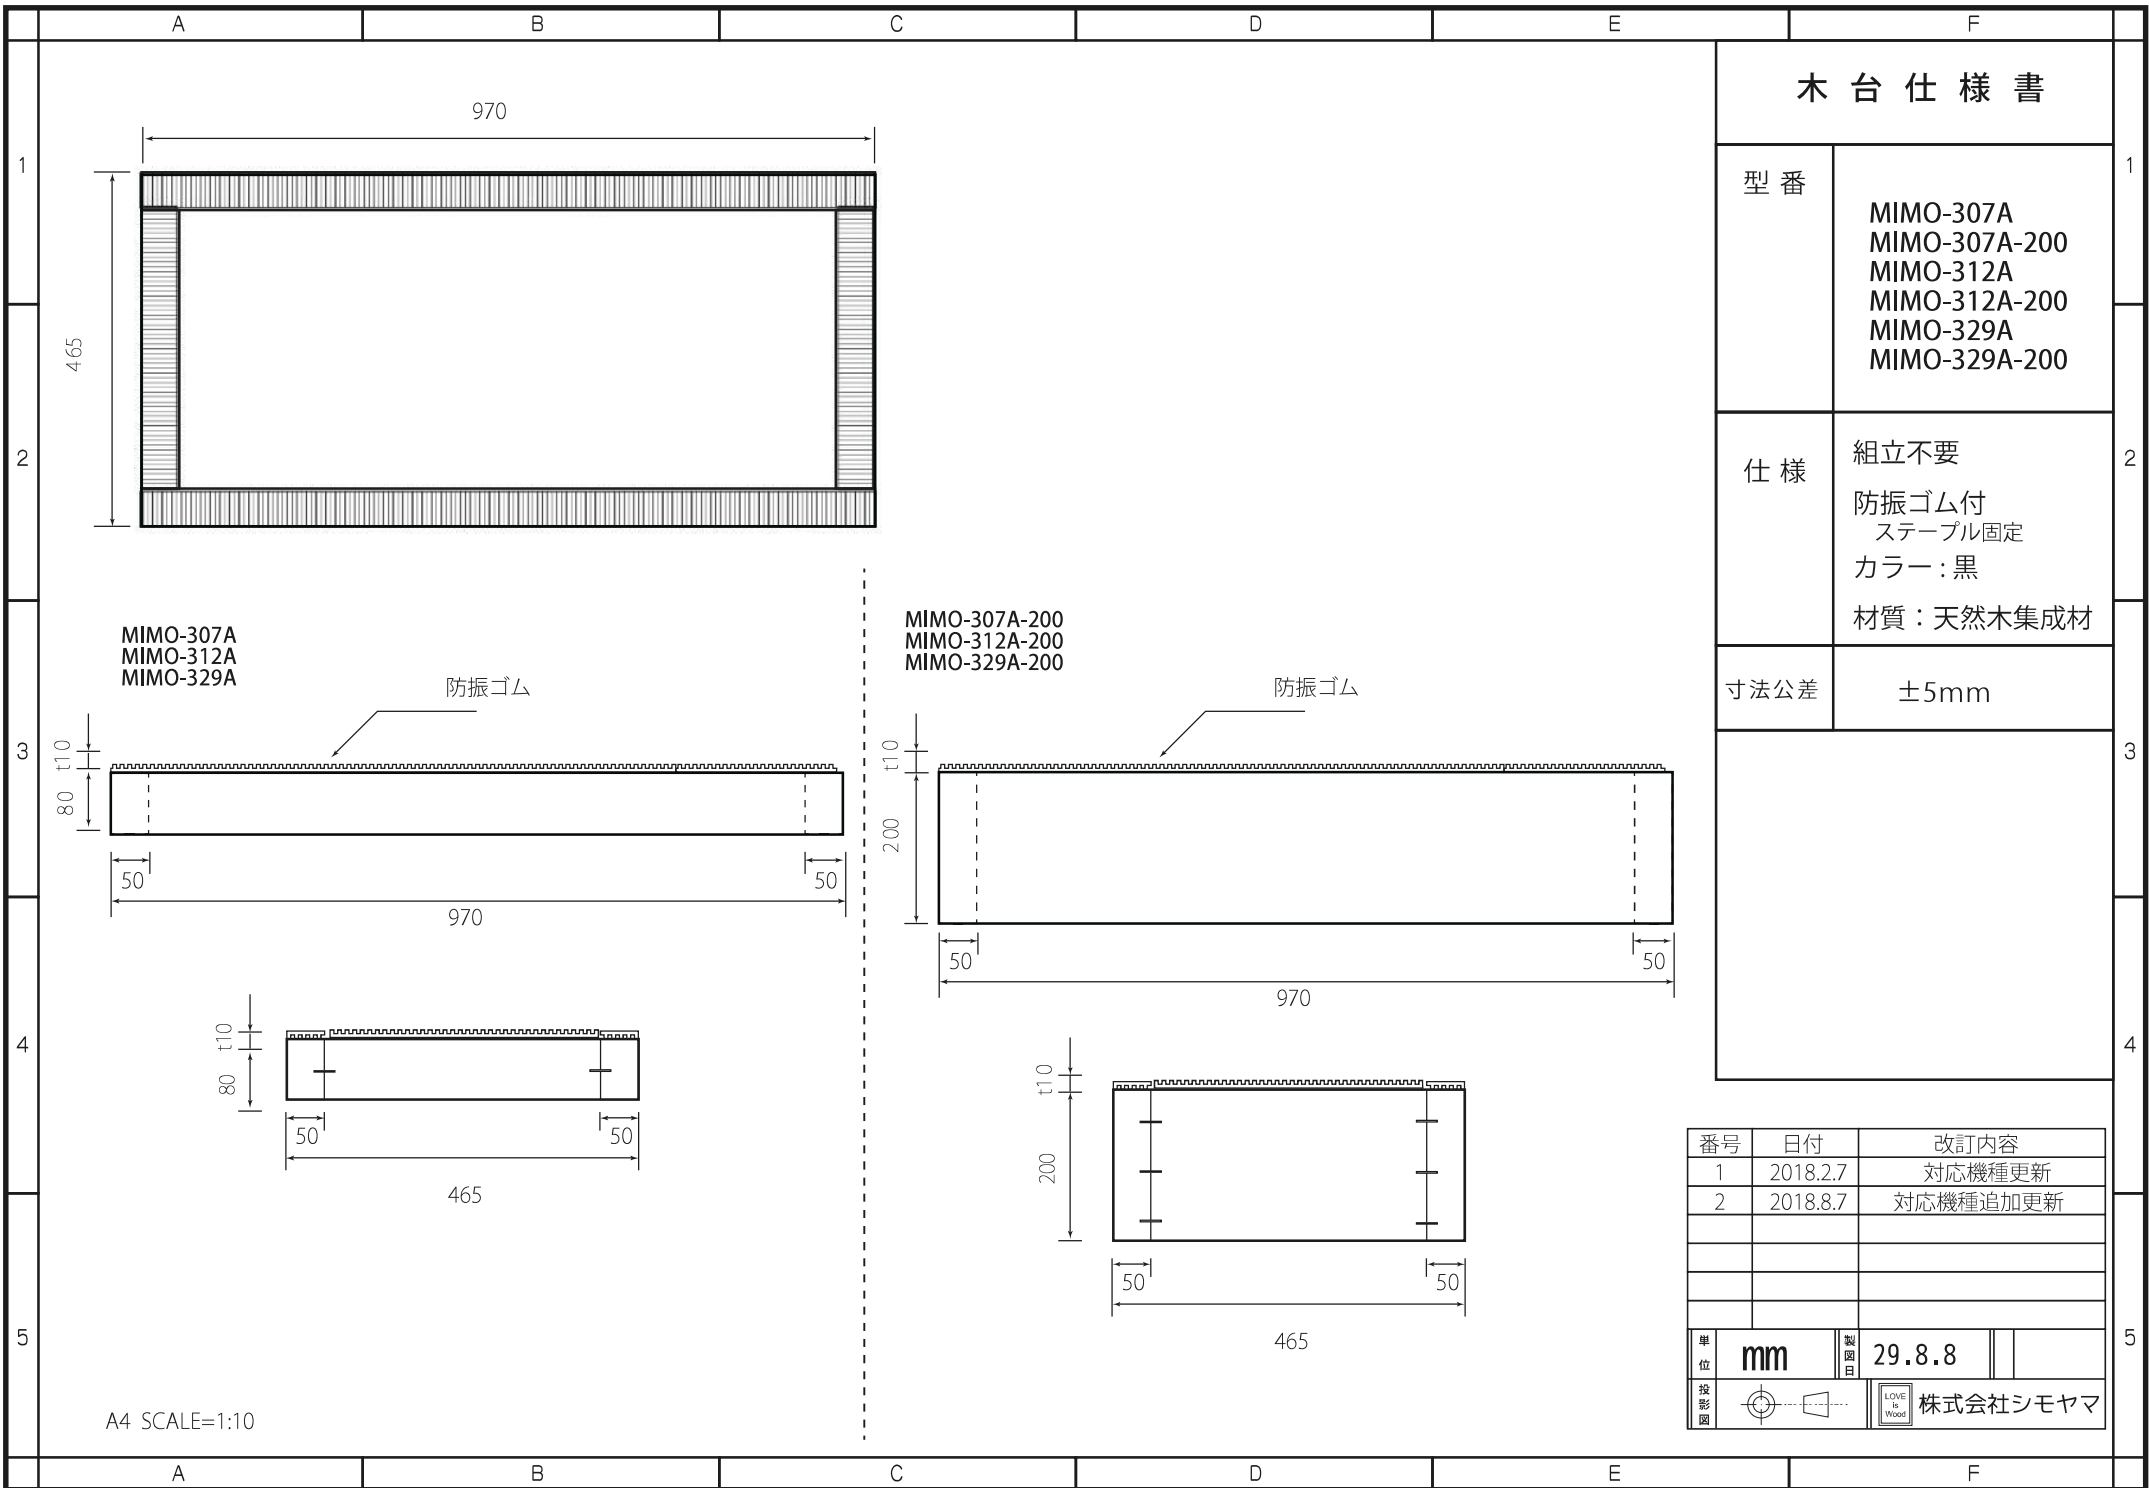 A B C D E F
木台仕様書
型番
MIMO-307A
MIMO-307A-200
MIMO-312A
MIMO-312A-200
MIMO-329A
MIMO-329A-200
仕様
組立不要
防振ゴム付
ステープル固定
カラー：黒
材質：天然木集成材
寸法公差 ±5mm
1 1
2 2
3 3
4 4
5 5
970
465
MIMO-307A
MIMO-312A
MIMO-329A
防振ゴム
t10
80
50 50
970
t10
80
50 50
465
MIMO-307A-200
MIMO-312A-200
MIMO-329A-200
防振ゴム
t10
200
50 50
970
t10
200
50 50
465
番号 日付 改訂内容
1 2018.2.7 対応機種更新
2 2018.8.7 対応機種追加更新
単位 mm 製図日 29.8.8
投影図
LOVE
is
Wood
株式会社シモヤマ
A4 SCALE=1:10
A B C D E F